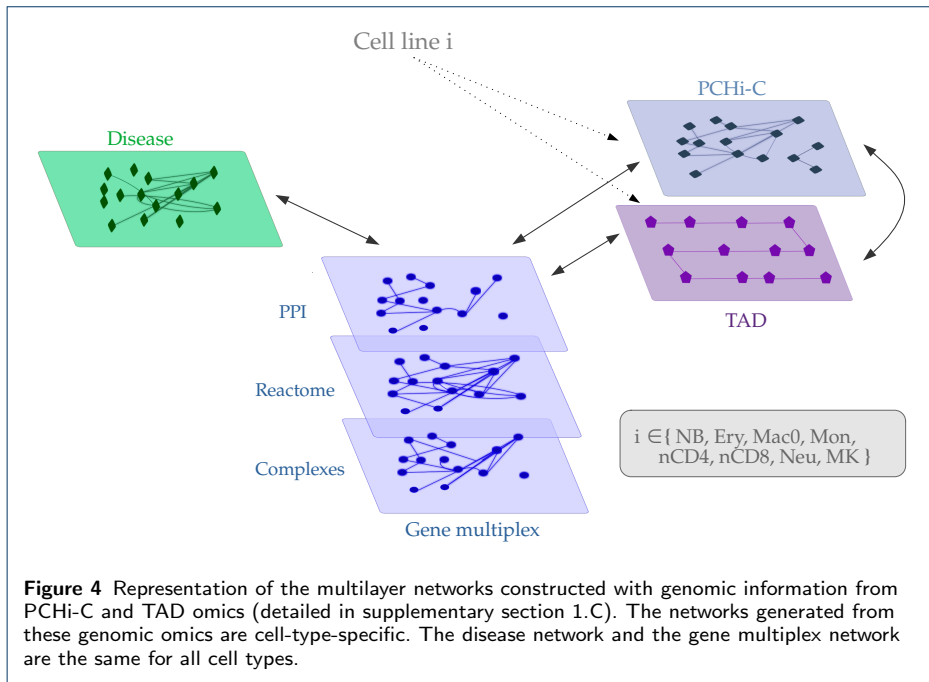 Cell line i
PCHi-C
Disease
TAD
PPI
Reactome
Complexes
Gene multiplex
i ∈{ NB, Ery, Mac0, Mon,
nCD4, nCD8, Neu, MK }
Figure 4 Representation of the multilayer networks constructed with genomic information from
PCHi-C and TAD omics (detailed in supplementary section 1.C). The networks generated from
these genomic omics are cell-type-specific. The disease network and the gene multiplex network
are the same for all cell types.